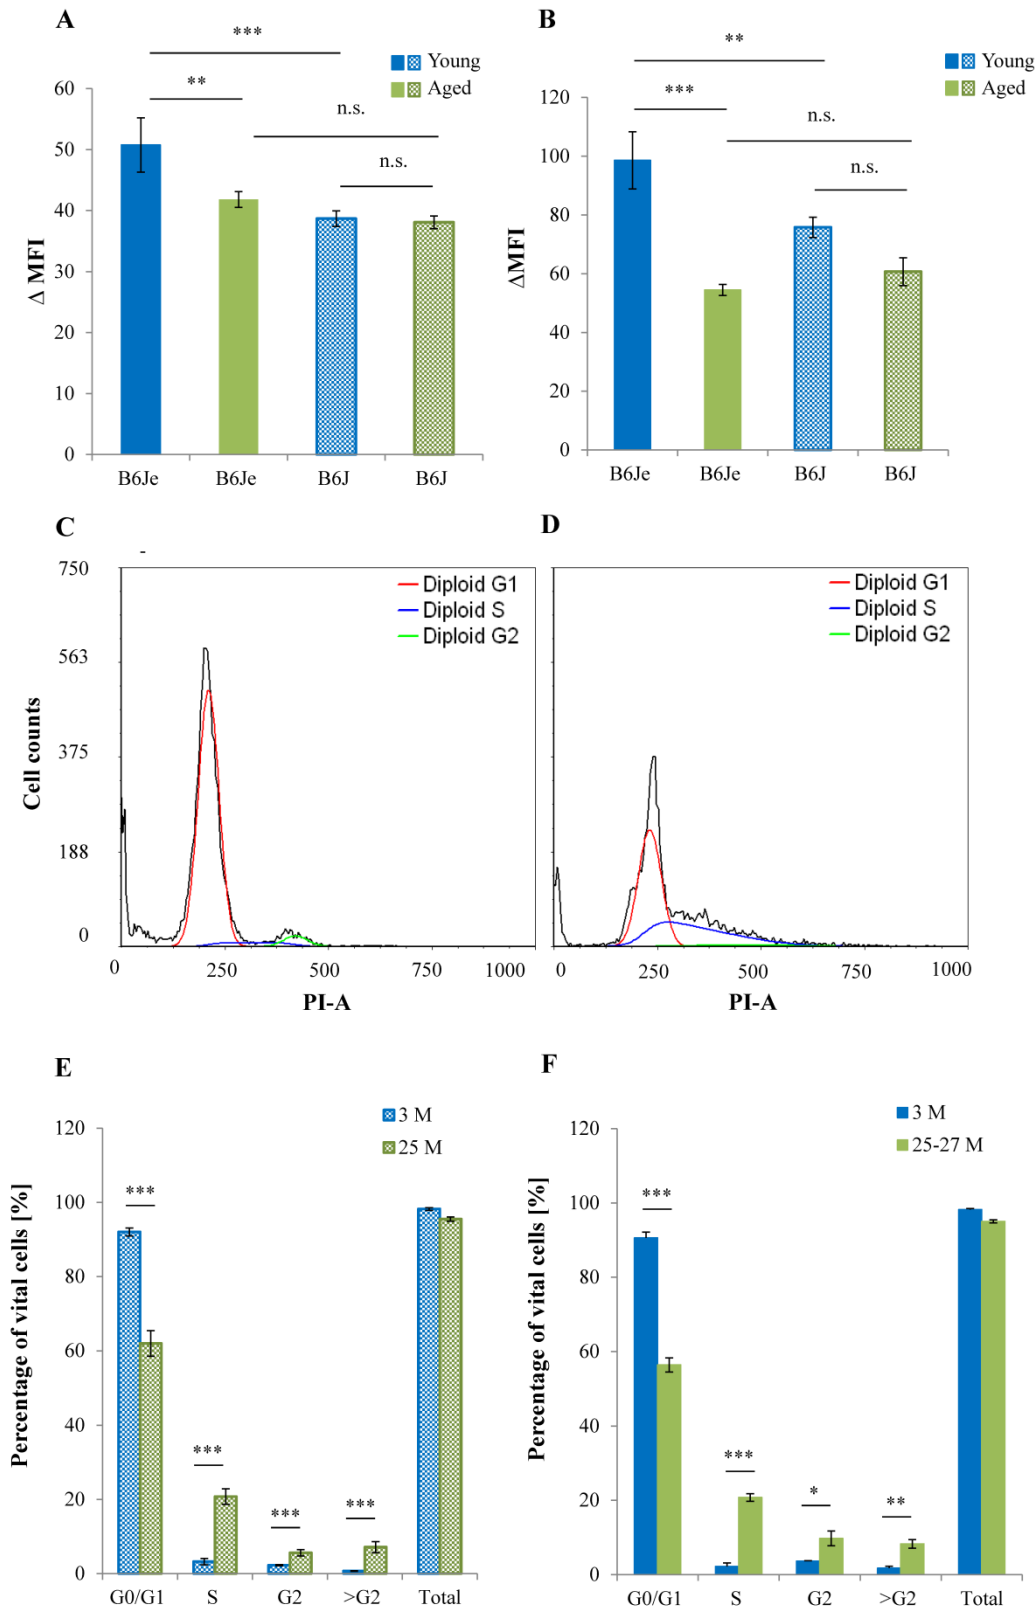 A
***
Young
Aged
**
n.s.
n.s.
60
50
40
30
20
10
0
Δ MFI
B6Je B6Je B6J B6J
B
**
Young
Aged
***
n.s.
n.s.
120
100
80
60
40
20
0
ΔMFI
B6Je B6Je B6J B6J
C
-
750
563
375
188
0
Cell counts
Diploid G1
Diploid S
Diploid G2
0 250 500 750 1000
PI-A
D
Diploid G1
Diploid S
Diploid G2
0 250 500 750 1000
PI-A
E
3 M
25 M
120
100
80
60
40
20
0
Percentage of vital cells [%]
***
***
***
***
G0/G1 S G2 >G2 Total
F
3 M
25-27 M
120
100
80
60
40
20
0
Percentage of vital cells [%]
***
***
*
**
G0/G1 S G2 >G2 Total